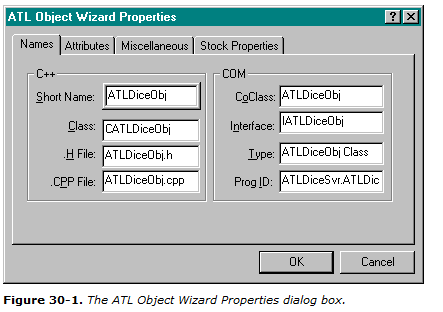 ATL Object Wizard Properties
Names Attributes Miscellaneous Stock Properties
C++
Short Name: ATLDiceObj
Class: CATLDiceObj
.H File: ATLDiceObj.h
.CPP File: ATLDiceObj.cpp
COM
CoClass: ATLDiceObj
Interface: IATLDiceObj
Type: ATLDiceObj Class
Prog ID: ATLDiceSvr.ATLDic
OK Cancel
Figure 30-1. The ATL Object Wizard Properties dialog box.